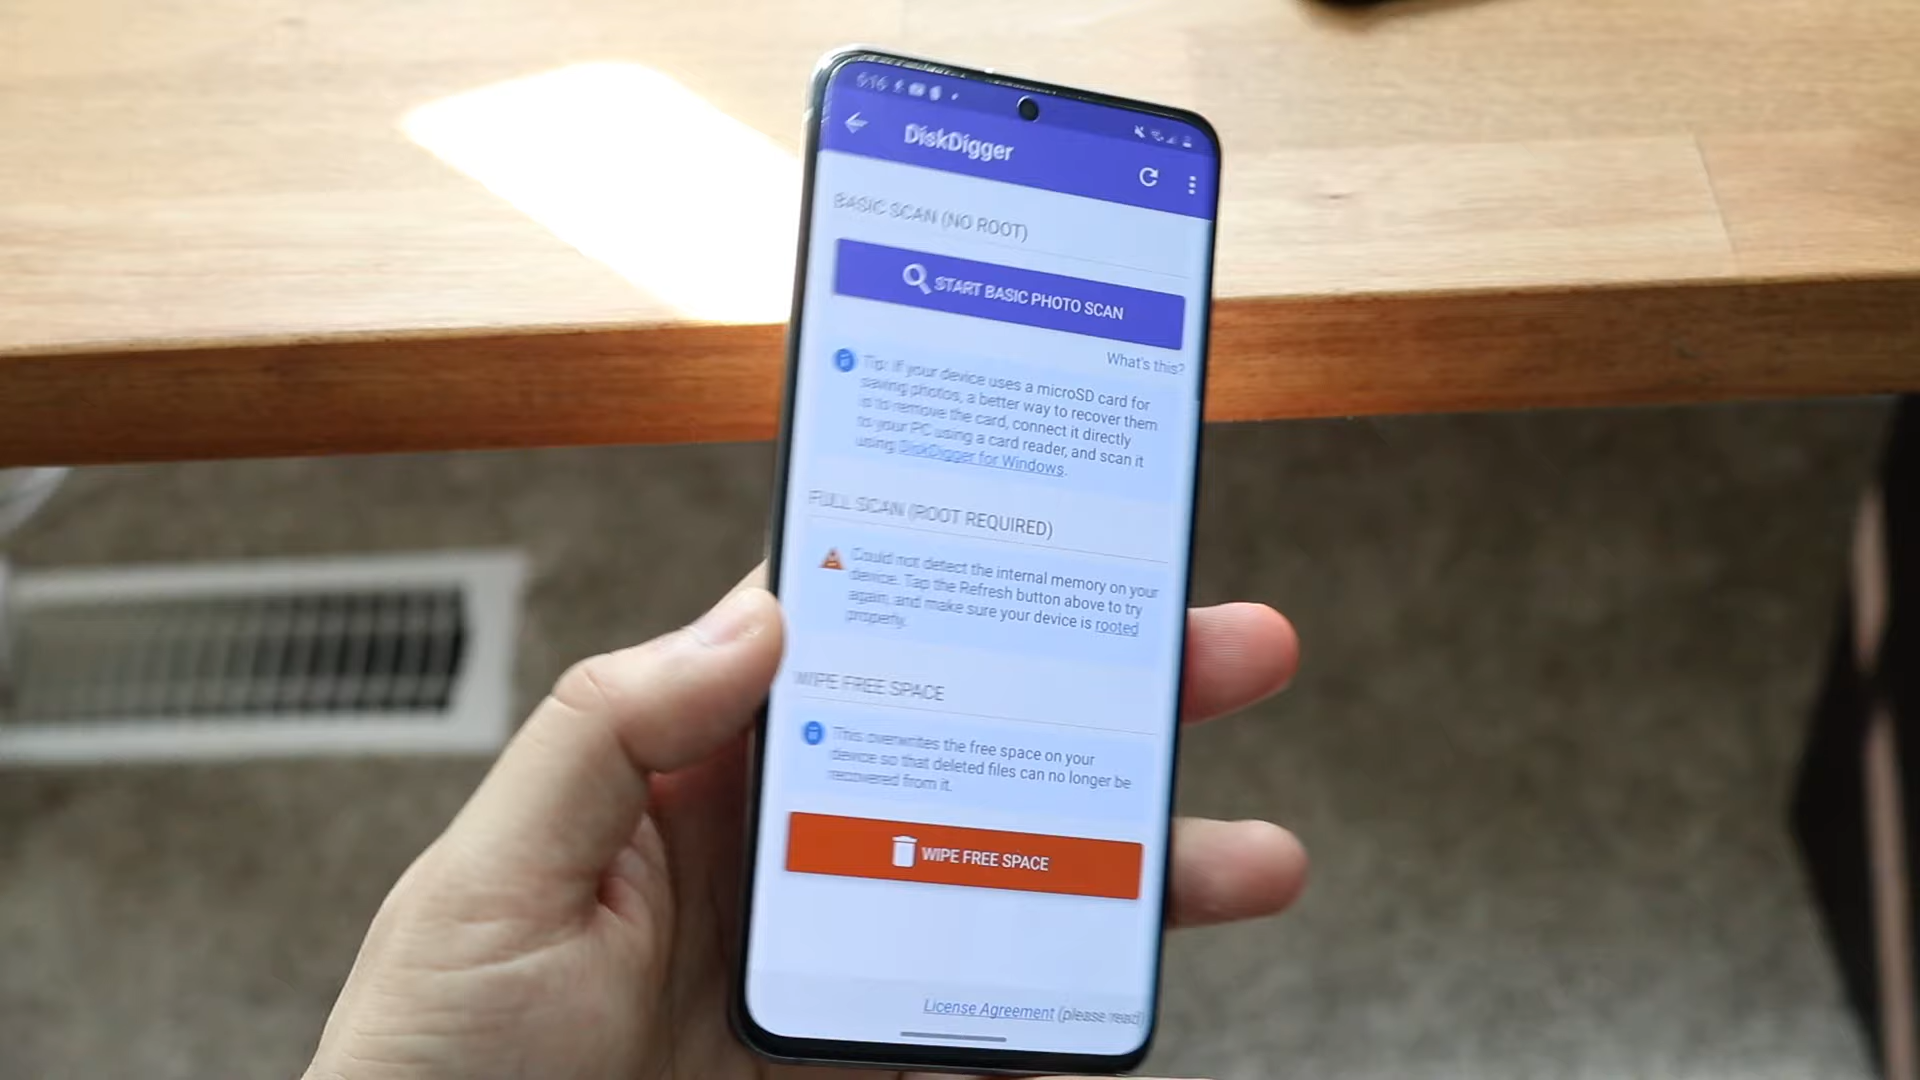 5:16
DiskDigger
BASIC SCAN (NO ROOT)
START BASIC PHOTO SCAN
What's this?
Tip: If your device uses a microSD card for
saving photos, a better way to recover them
is to remove the card, connect it directly
to your PC using a card reader, and scan it
using DiskDigger for Windows.
FULL SCAN (ROOT REQUIRED)
Could not detect the internal memory on your
device. Tap the Refresh button above to try
again, and make sure your device is rooted
properly.
WIPE FREE SPACE
This overwrites the free space on your
device so that deleted files can no longer be
recovered from it.
WIPE FREE SPACE
License Agreement (please read)